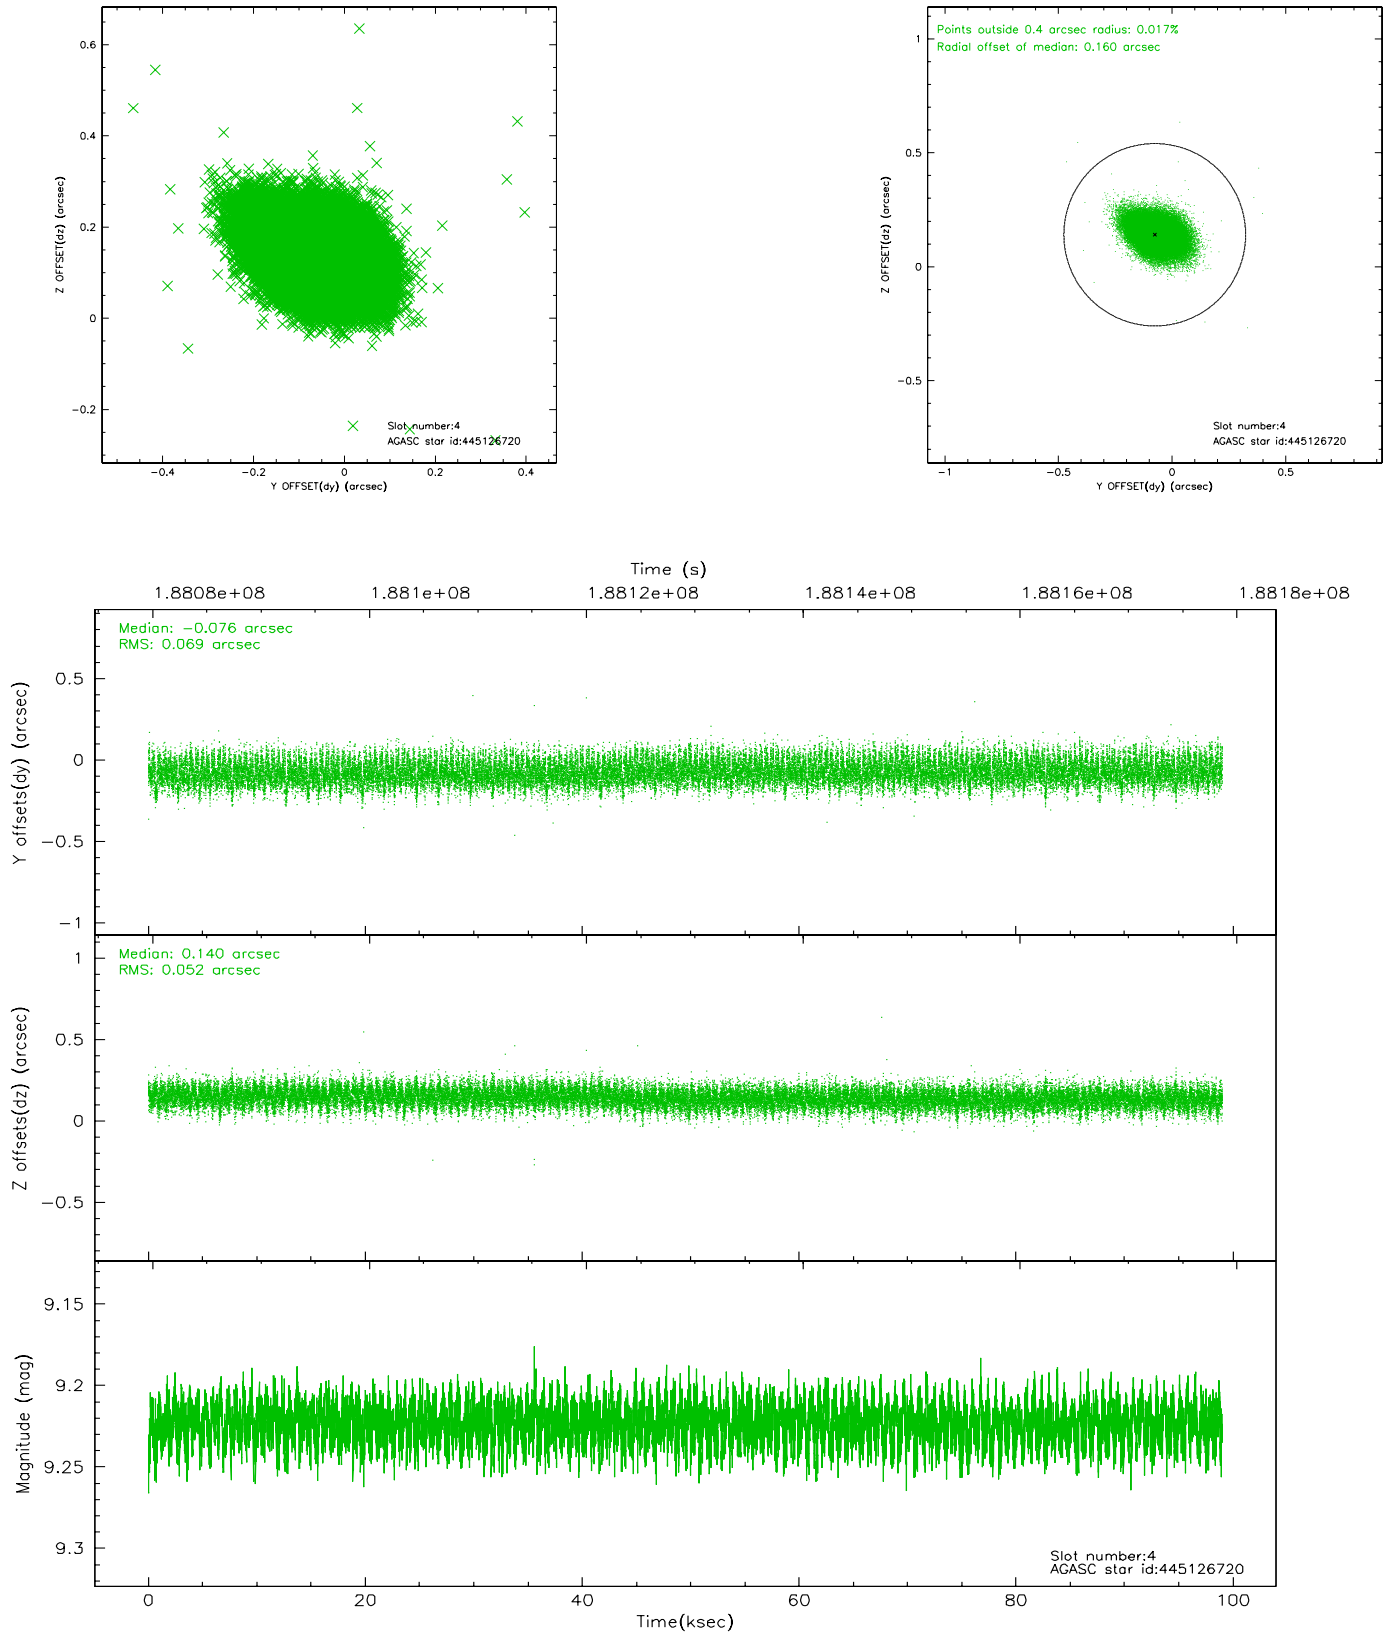 0.6
0.4
0.2
0
−0.2
Z OFFSET(dz) (arcsec)
Slot number:4
AGASC star id:445126720
−0.4
−0.2
0
0.2
0.4
Y OFFSET(dy) (arcsec)
Points outside 0.4 arcsec radius: 0.017%
Radial offset of median: 0.160 arcsec
1
0.5
0
−0.5
Z OFFSET(dz) (arcsec)
Slot number:4
AGASC star id:445126720
−1
−0.5
0
0.5
Y OFFSET(dy) (arcsec)
Time (s)
1.8808e+08
1.881e+08
1.8812e+08
1.8814e+08
1.8816e+08
1.8818e+08
Median: −0.076 arcsec
RMS: 0.069 arcsec
0.5
0
−0.5
−1
Y offsets(dy) (arcsec)
Median: 0.140 arcsec
RMS: 0.052 arcsec
1
0.5
0
−0.5
Z offsets(dz) (arcsec)
9.15
9.2
9.25
9.3
Magnitude (mag)
Slot number:4
AGASC star id:445126720
0
20
40
60
80
100
Time(ksec)